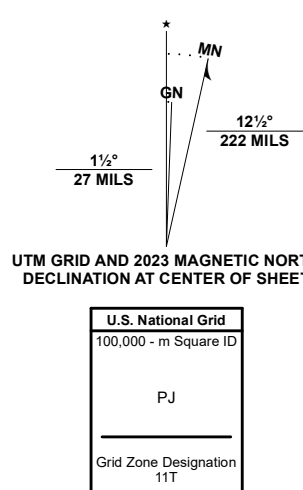 ★
MN
GN
12½°
222 MILS
1½°
27 MILS
UTM GRID AND 2023 MAGNETIC NORT
DECLINATION AT CENTER OF SHEET
U.S. National Grid
100,000 - m Square ID
PJ
Grid Zone Designation
11T